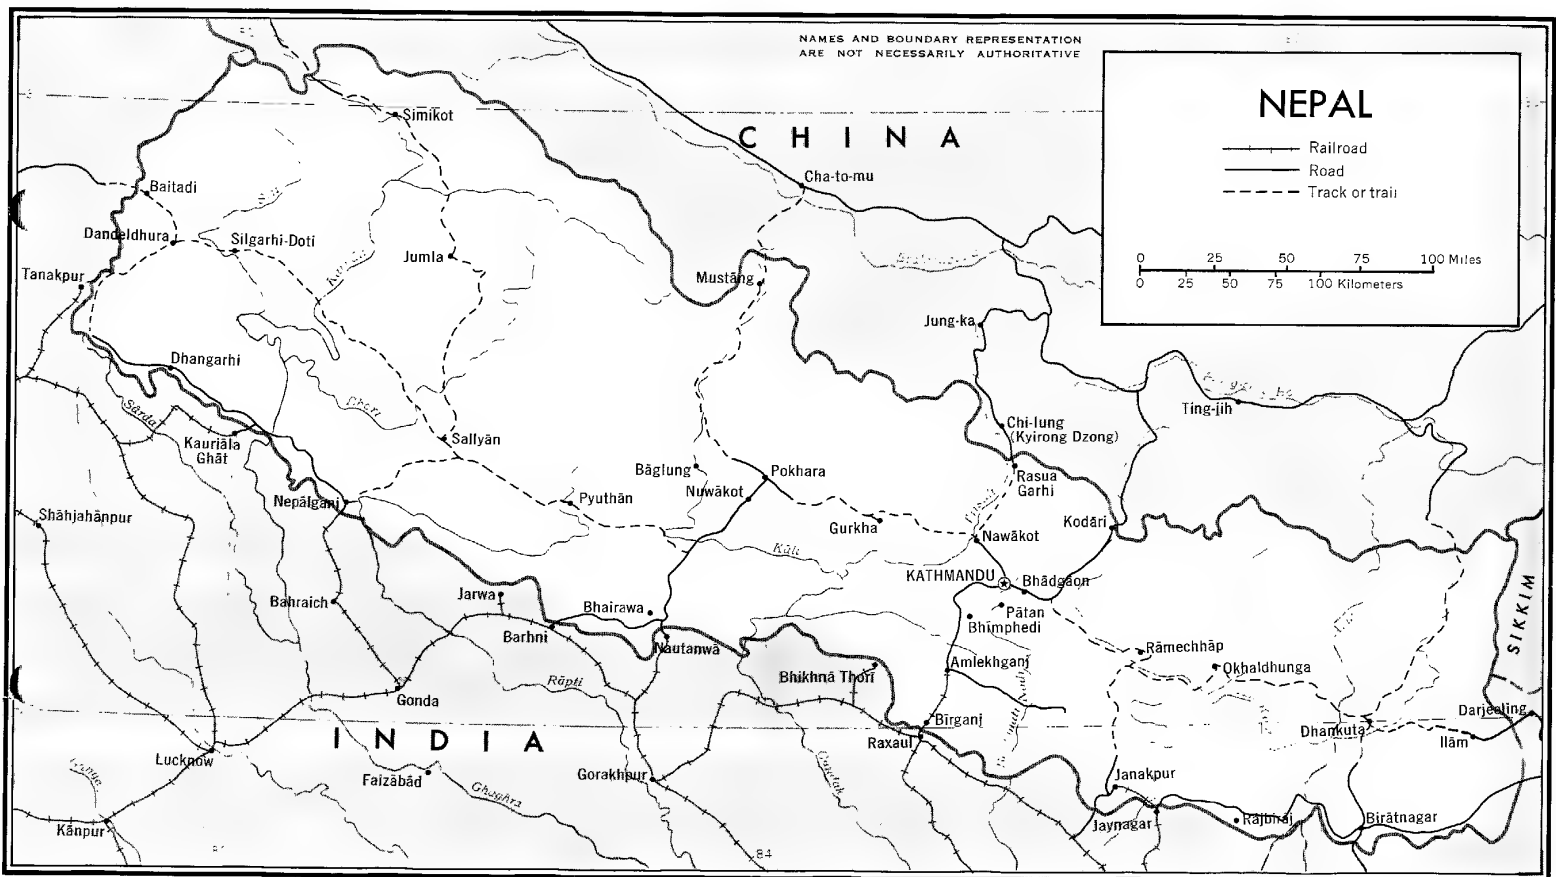 NAMES AND BOUNDARY REPRESENTATION
ARE NOT NECESSARILY AUTHORITATIVE
NEPAL
Railroad
Road
Track or trail
0 25 50 75 100 Miles
0 25 50 75 100 Kilometers
CHINA
Simikot
Cha-to-mu
Baitadi
Dandeldhura
Silgarhi-Doti
Jumla
Tanakpur
Mustāng
Jung-ka
Dhangarhi
Ting-jih
Sārda
Bheri
Chi-lung
(Kyirong Dzong)
Kauriāla
Ghāt
Sallyān
Bāglung
Pokhara
Rasua
Garhi
Nepālganj
Pyuthān
Nuwākot
Shāhjahānpur
Gurkha
Kodāri
Nawākot
Kāli
KATHMANDU
Bhādgaon
Jarwa
Bahraich
Bhairawa
Pātan
Bhimphedi
SIKKIM
Barhni
Nautanwā
Rāmechhāp
Amlekhganj
Okhaldhunga
Bhikhnā Thori
Rāpti
Gonda
Darjeeling
Birganj
Dhankuta
INDIA
Raxaul
Ilām
Lucknow
Gorakhpur
Janakpur
Faizābād
Gandak
Ghāghra
Kānpur
Jaynagar
Rājbirāj
Birātnagar
84